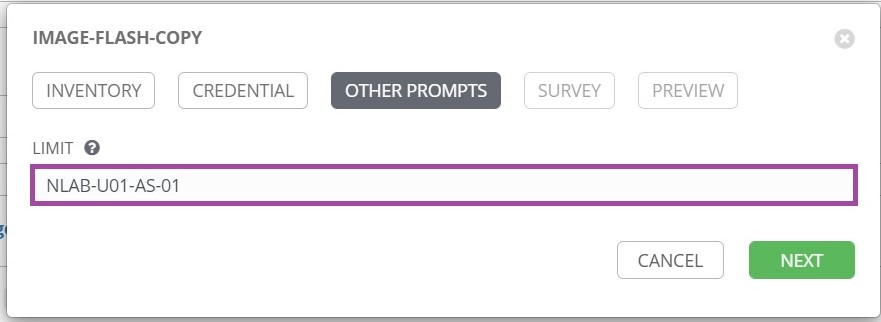 IMAGE-FLASH-COPY
INVENTORY CREDENTIAL OTHER PROMPTS SURVEY PREVIEW
LIMIT ?
NLAB-U01-AS-01
CANCEL NEXT